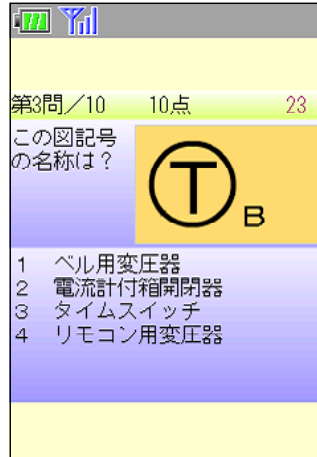 第3問／10 10点 23
この図記号
の名称は？
T
B
1 ベル用変圧器
2 電流計付箱開閉器
3 タイムスイッチ
4 リモコン用変圧器